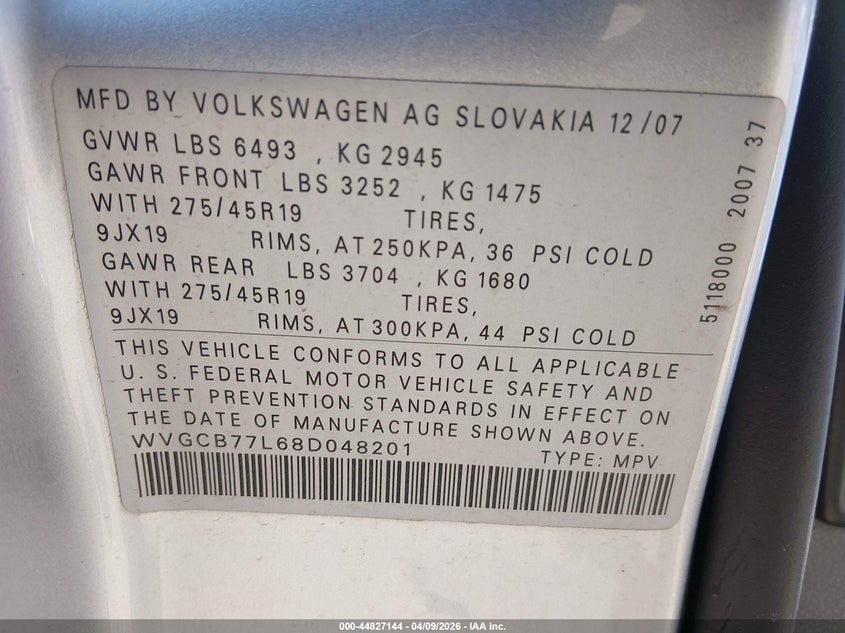 MFD BY VOLKSWAGEN AG SLOVAKIA 12/07
GVWR LBS 6493 , KG 2945
GAWR FRONT LBS 3252 , KG 1475
WITH 275/45R19 TIRES,
9JX19 RIMS, AT 250KPA, 36 PSI COLD
GAWR REAR LBS 3704 , KG 1680
WITH 275/45R19 TIRES,
9JX19 RIMS, AT 300KPA, 44 PSI COLD
THIS VEHICLE CONFORMS TO ALL APPLICABLE
U. S. FEDERAL MOTOR VEHICLE SAFETY AND
THEFT PREVENTION STANDARDS IN EFFECT ON
THE DATE OF MANUFACTURE SHOWN ABOVE.
WVGCB77L68D048201 TYPE: MPV
5118000 2007 37
000-44827144 - 04/09/2026 - IAA Inc.